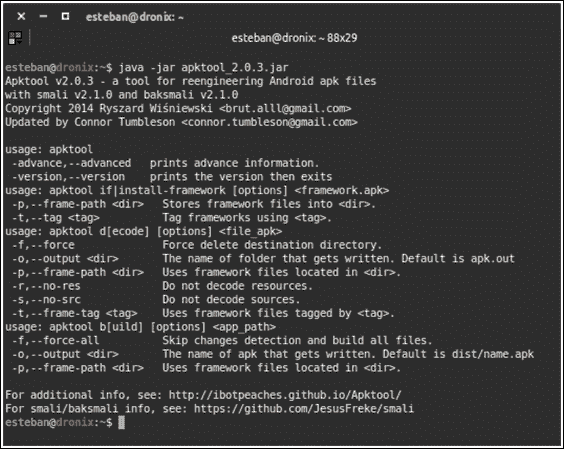 esteban@dronix: ~
esteban@dronix: ~ 88x29
esteban@dronix:~$ java -jar apktool_2.0.3.jar
Apktool v2.0.3 - a tool for reengineering Android apk files
with smali v2.1.0 and baksmali v2.1.0
Copyright 2014 Ryszard Wiśniewski <brut.alll@gmail.com>
Updated by Connor Tumbleson <connor.tumbleson@gmail.com>
usage: apktool
-advance,--advanced   prints advance information.
-version,--version    prints the version then exits
usage: apktool if|install-framework [options] <framework.apk>
-p,--frame-path <dir>   Stores framework files into <dir>.
-t,--tag <tag>          Tag frameworks using <tag>.
usage: apktool d[ecode] [options] <file_apk>
-f,--force              Force delete destination directory.
-o,--output <dir>       The name of folder that gets written. Default is apk.out
-p,--frame-path <dir>   Uses framework files located in <dir>.
-r,--no-res             Do not decode resources.
-s,--no-src             Do not decode sources.
-t,--frame-tag <tag>    Uses framework files tagged by <tag>.
usage: apktool b[uild] [options] <app_path>
-f,--force-all          Skip changes detection and build all files.
-o,--output <dir>       The name of apk that gets written. Default is dist/name.apk
-p,--frame-path <dir>   Uses framework files located in <dir>.
For additional info, see: http://ibotpeaches.github.io/Apktool/
For smali/baksmali info, see: https://github.com/JesusFreke/smali
esteban@dronix:~$